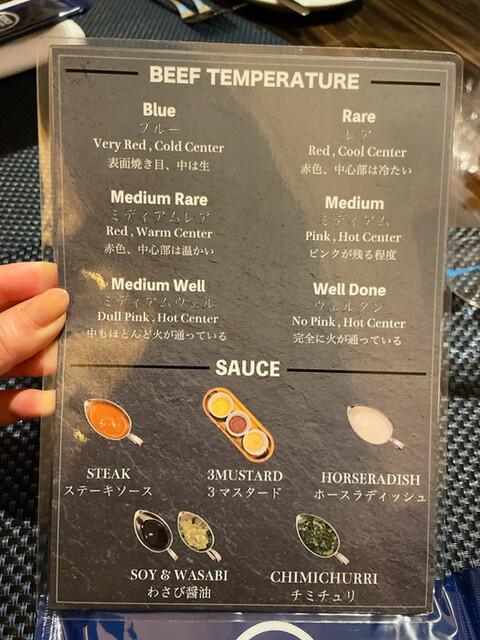 BEEF TEMPERATURE
Blue
ブルー
Very Red , Cold Center
表面焼き目、中は生
Rare
レア
Red , Cool Center
赤色、中心部は冷たい
Medium Rare
ミディアムレア
Red , Warm Center
赤色、中心部は温かい
Medium
ミディアム
Pink , Hot Center
ピンクが残る程度
Medium Well
ミディアムウェル
Dull Pink , Hot Center
中もほとんど火が通っている
Well Done
ウェルダン
No Pink , Hot Center
完全に火が通っている
SAUCE
STEAK
ステーキソース
3MUSTARD
3マスタード
HORSERADISH
ホースラディッシュ
SOY & WASABI
わさび醤油
CHIMICHURRI
チミチュリ